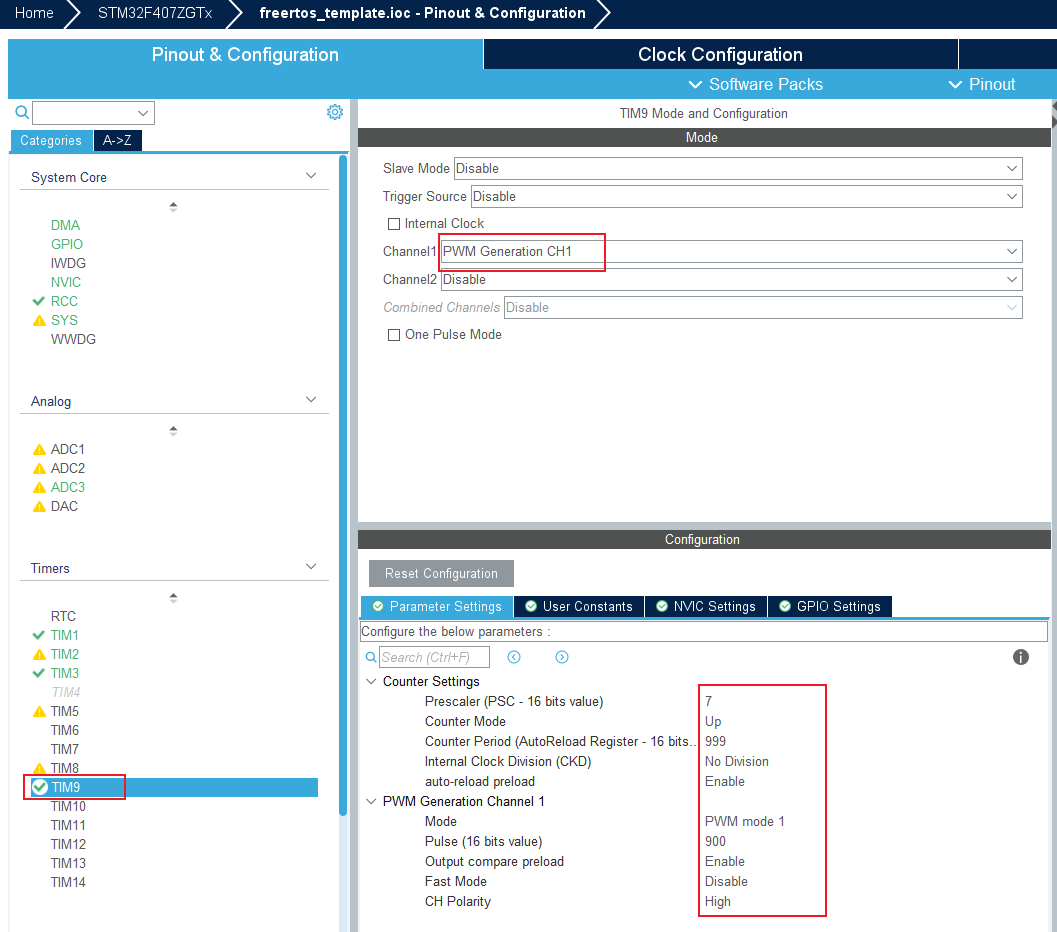 Home STM32F407ZGTx freertos_template.ioc - Pinout & Configuration
Pinout & Configuration Clock Configuration
Software Packs Pinout
Categories A->Z
System Core
DMA
GPIO
IWDG
NVIC
RCC
SYS
WWDG
Analog
ADC1
ADC2
ADC3
DAC
Timers
RTC
TIM1
TIM2
TIM3
TIM4
TIM5
TIM6
TIM7
TIM8
TIM9
TIM10
TIM11
TIM12
TIM13
TIM14
TIM9 Mode and Configuration
Mode
Slave Mode Disable
Trigger Source Disable
Internal Clock
Channel1 PWM Generation CH1
Channel2 Disable
Combined Channels Disable
One Pulse Mode
Configuration
Reset Configuration
Parameter Settings User Constants NVIC Settings GPIO Settings
Configure the below parameters :
Search (Ctrl+F)
Counter Settings
Prescaler (PSC - 16 bits value) 7
Counter Mode Up
Counter Period (AutoReload Register - 16 bits... 999
Internal Clock Division (CKD) No Division
auto-reload preload Enable
PWM Generation Channel 1
Mode PWM mode 1
Pulse (16 bits value) 900
Output compare preload Enable
Fast Mode Disable
CH Polarity High